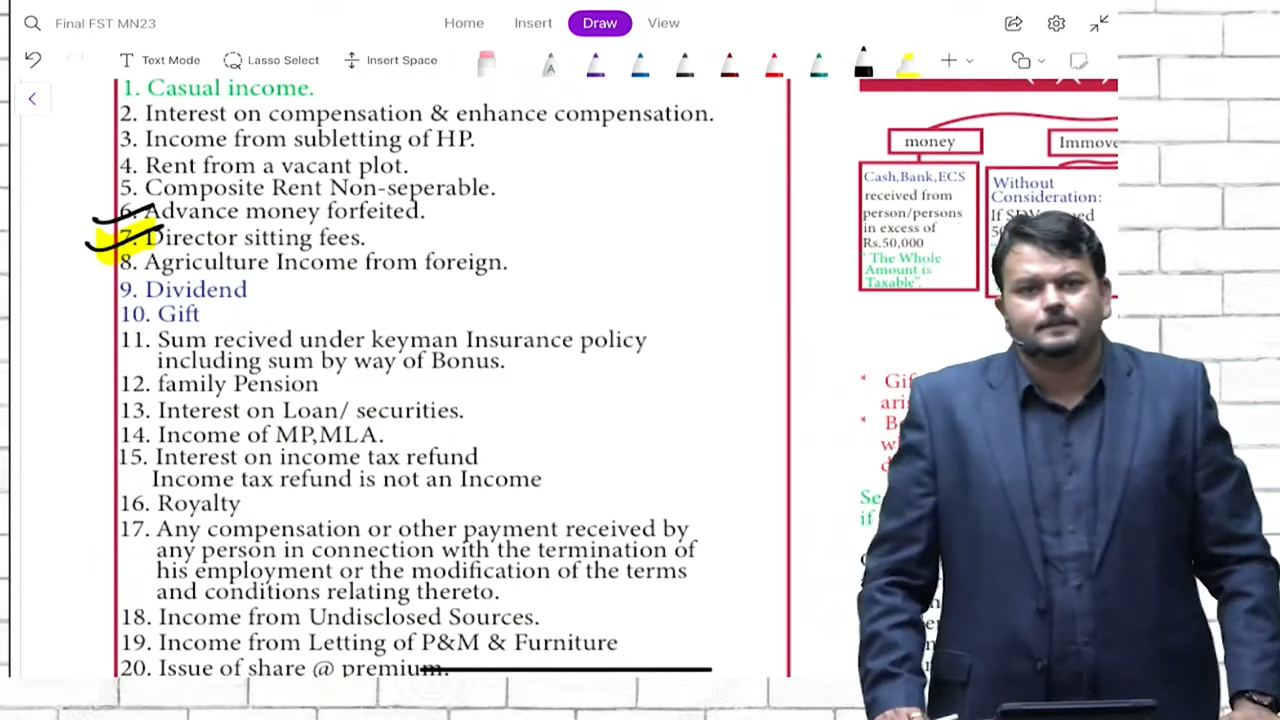 Final FST MN23
Home
Insert
Draw
View
Text Mode
Lasso Select
Insert Space
A
1. Casual income.
2. Interest on compensation & enhance compensation.
3. Income from subletting of HP.
4. Rent from a vacant plot.
5. Composite Rent Non-seperable.
6. Advance money forfeited.
7. Director sitting fees.
8. Agriculture Income from foreign.
9. Dividend
10. Gift
11. Sum recived under keyman Insurance policy
including sum by way of Bonus.
12. family Pension
13. Interest on Loan/ securities.
14. Income of MP,MLA.
15. Interest on income tax refund
Income tax refund is not an Income
16. Royalty
17. Any compensation or other payment received by
any person in connection with the termination of
his employment or the modification of the terms
and conditions relating thereto.
18. Income from Undisclosed Sources.
19. Income from Letting of P&M & Furniture
20. Issue of share @ premium.
money
Cash,Bank,ECS
received from
person/persons
in excess of
Rs.50,000
" The Whole
Amount is
Taxable".
Without
Consideration:
If